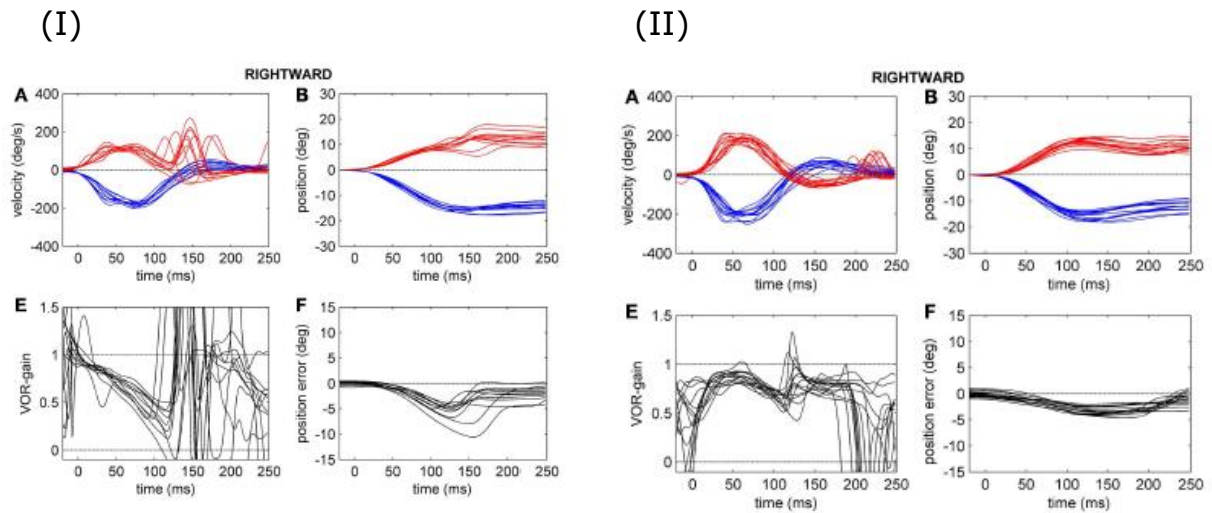 (I)
(II)
RIGHTWARD
A
velocity (deg/s)
400
200
0
-200
-400
0 50 100 150 200 250
time (ms)
B
position (deg)
30
20
10
0
-10
-20
-30
0 50 100 150 200 250
time (ms)
E
VOR-gain
1.5
1
0.5
0
0 50 100 150 200 250
time (ms)
F
position error (deg)
15
10
5
0
-5
-10
-15
0 50 100 150 200 250
time (ms)
RIGHTWARD
A
velocity (deg/s)
400
200
0
-200
-400
0 50 100 150 200 250
time (ms)
B
position (deg)
30
20
10
0
-10
-20
-30
0 50 100 150 200 250
time (ms)
E
VOR-gain
1.5
1
0.5
0
0 50 100 150 200 250
time (ms)
F
position error (deg)
15
10
5
0
-5
-10
-15
0 50 100 150 200 250
time (ms)